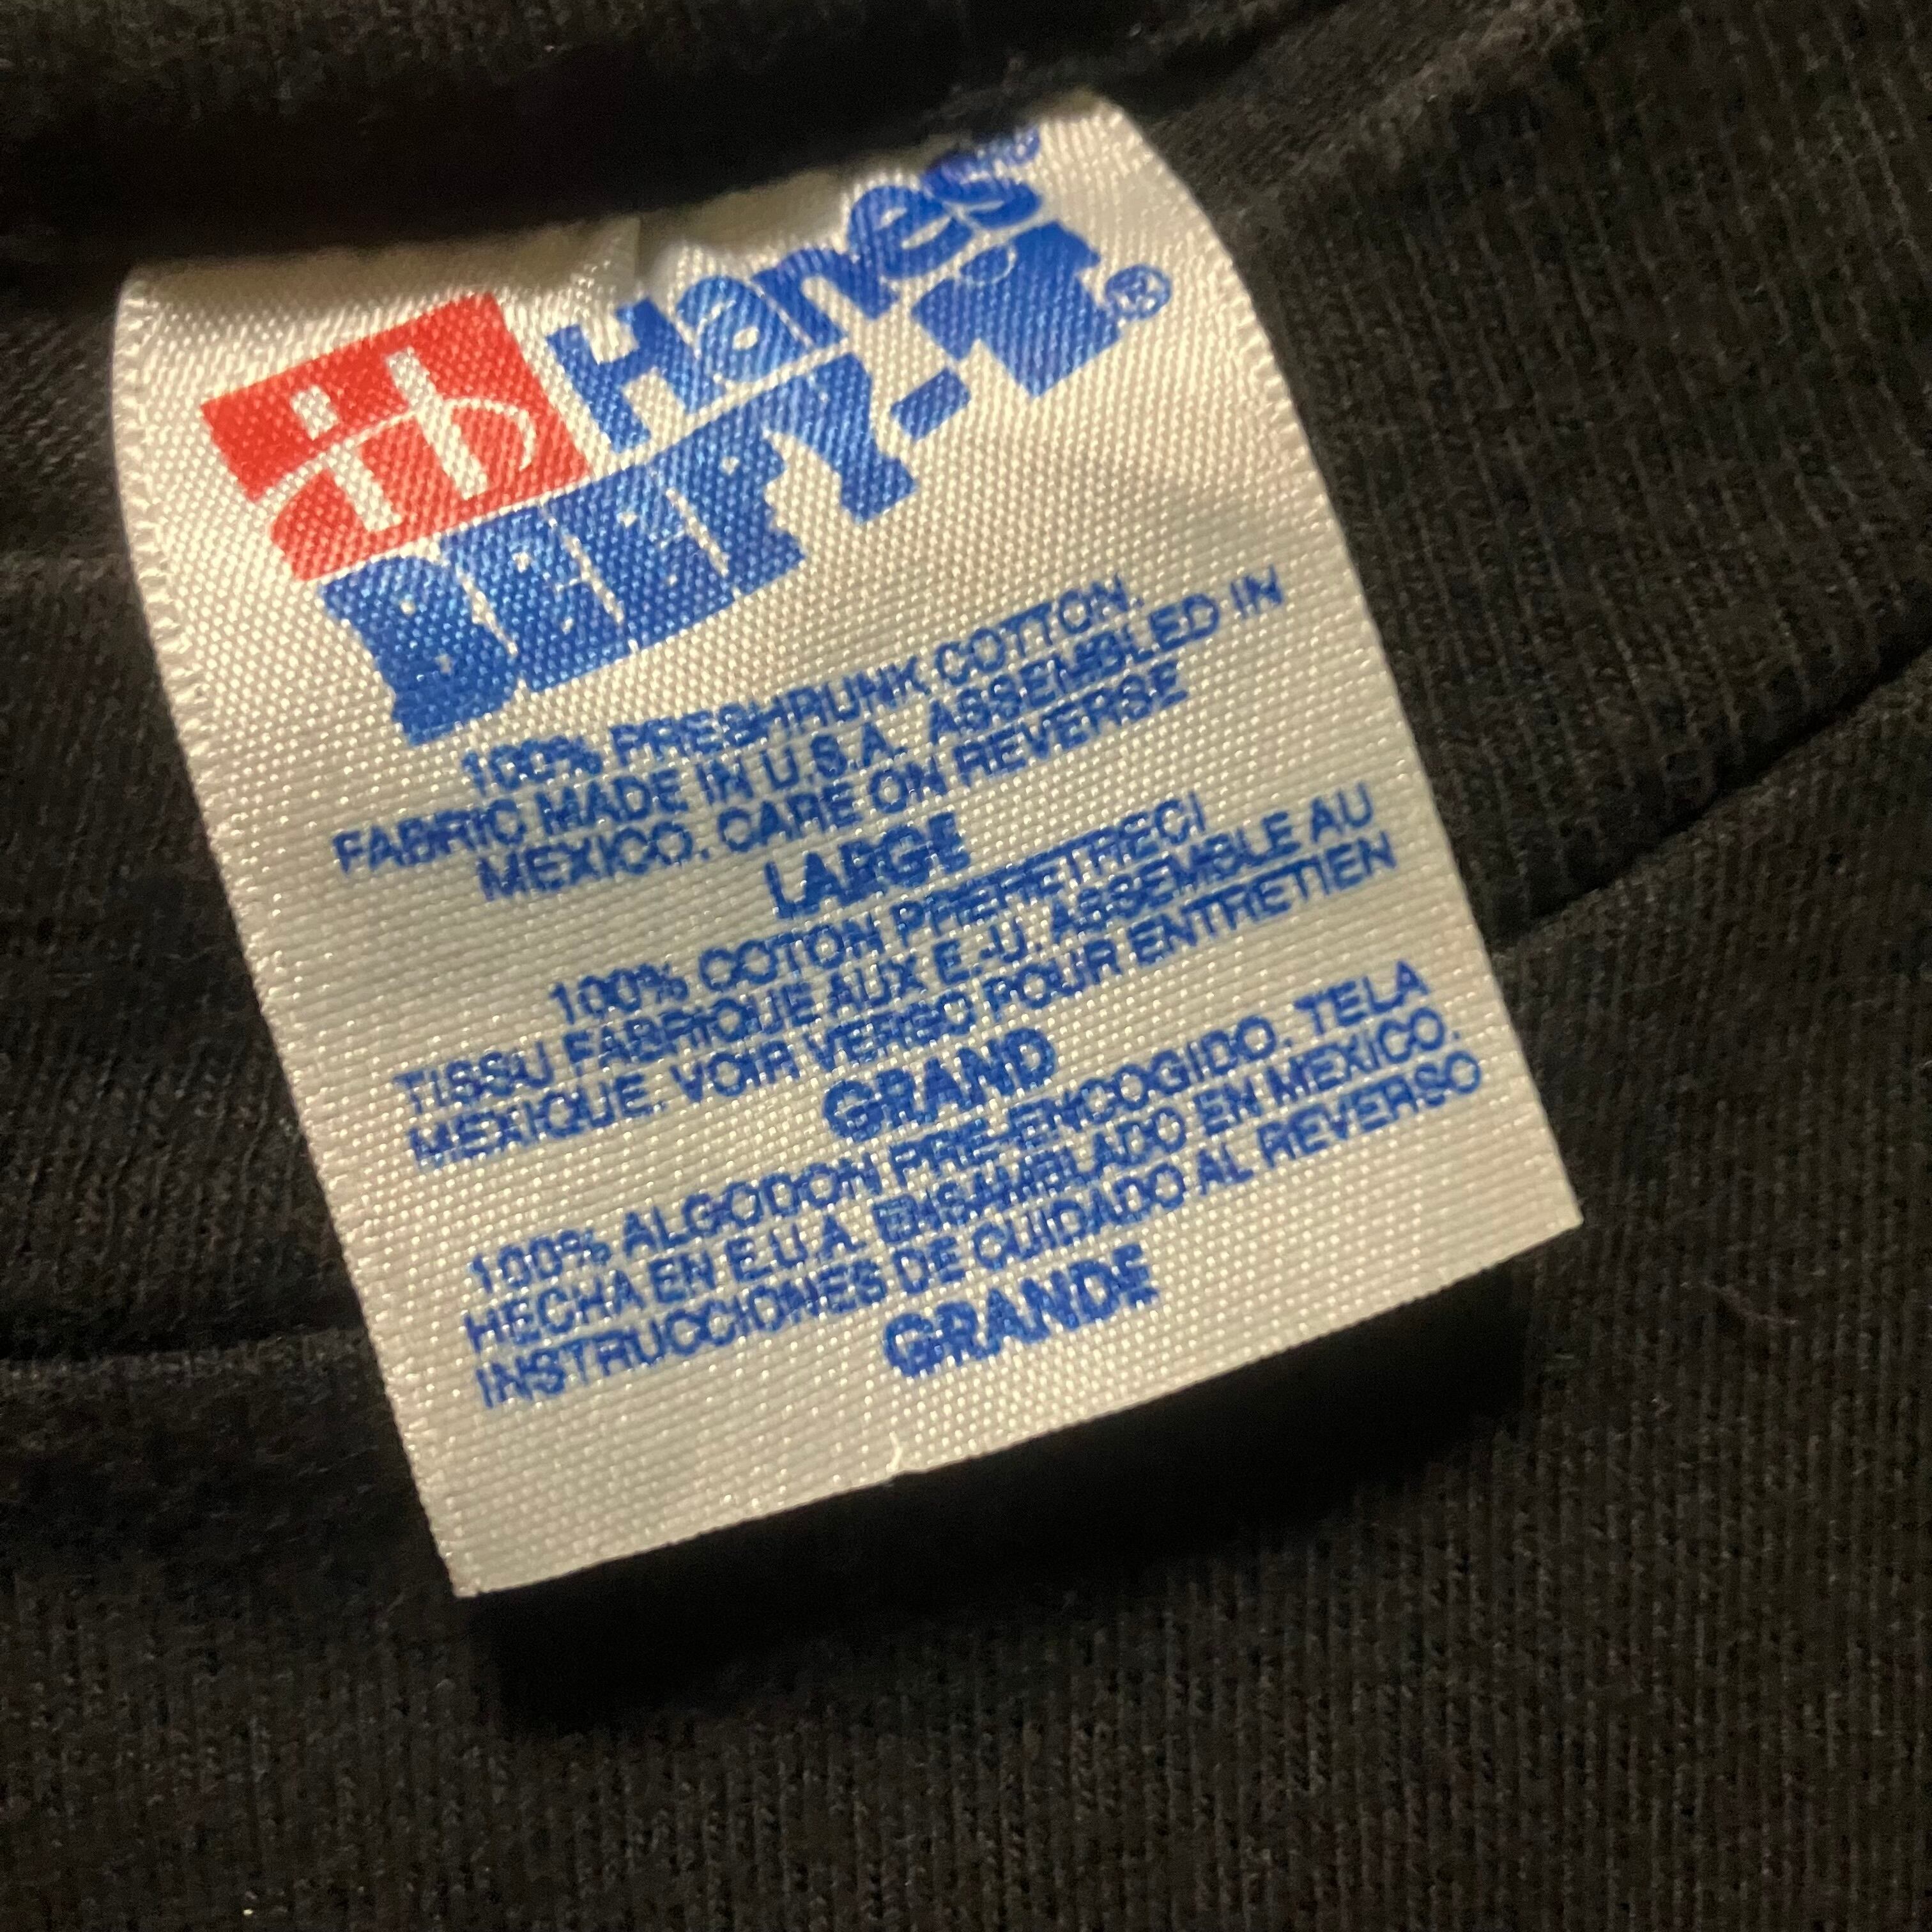 Hanes®
BEEFY-T®
100% PRESHRUNK COTTON.
FABRIC MADE IN U.S.A. ASSEMBLED IN
MEXICO. CARE ON REVERSE
LARGE
100% COTON PRERETRECI
TISSU FABRIQUE AUX E.-U. ASSEMBLE AU
MEXIQUE. VOIR VERSO POUR ENTRETIEN
GRAND
100% ALGODON PRE-ENCOGIDO. TELA
HECHA EN E.U.A. ENSAMBLADO EN MEXICO.
INSTRUCCIONES DE CUIDADO AL REVERSO
GRANDE